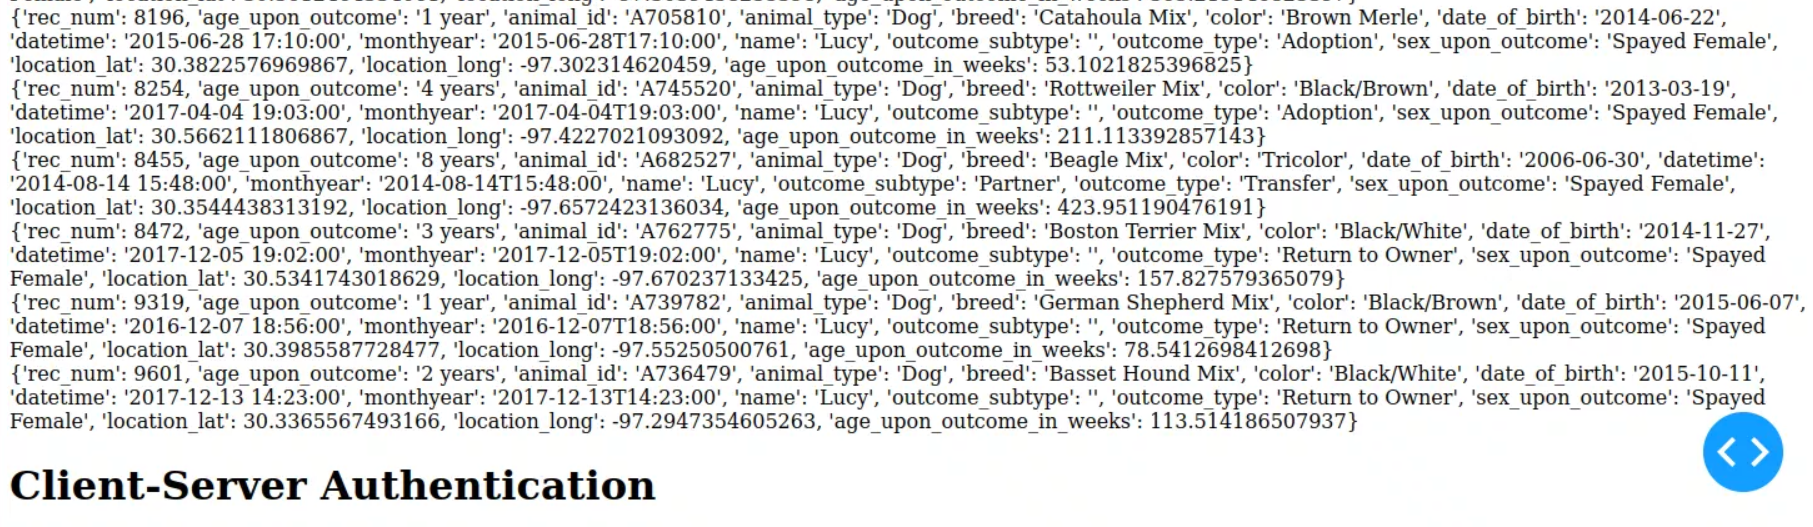 {'rec_num': 8196, 'age_upon_outcome': '1 year', 'animal_id': 'A705810', 'animal_type': 'Dog', 'breed': 'Catahoula Mix', 'color': 'Brown Merle', 'date_of_birth': '2014-06-22',
'datetime': '2015-06-28 17:10:00', 'monthyear': '2015-06-28T17:10:00', 'name': 'Lucy', 'outcome_subtype': '', 'outcome_type': 'Adoption', 'sex_upon_outcome': 'Spayed Female',
'location_lat': 30.3822576969867, 'location_long': -97.302314620459, 'age_upon_outcome_in_weeks': 53.1021825396825}
{'rec_num': 8254, 'age_upon_outcome': '4 years', 'animal_id': 'A745520', 'animal_type': 'Dog', 'breed': 'Rottweiler Mix', 'color': 'Black/Brown', 'date_of_birth': '2013-03-19',
'datetime': '2017-04-04 19:03:00', 'monthyear': '2017-04-04T19:03:00', 'name': 'Lucy', 'outcome_subtype': '', 'outcome_type': 'Adoption', 'sex_upon_outcome': 'Spayed Female',
'location_lat': 30.5662111806867, 'location_long': -97.4227021093092, 'age_upon_outcome_in_weeks': 211.113392857143}
{'rec_num': 8455, 'age_upon_outcome': '8 years', 'animal_id': 'A682527', 'animal_type': 'Dog', 'breed': 'Beagle Mix', 'color': 'Tricolor', 'date_of_birth': '2006-06-30', 'datetime':
'2014-08-14 15:48:00', 'monthyear': '2014-08-14T15:48:00', 'name': 'Lucy', 'outcome_subtype': 'Partner', 'outcome_type': 'Transfer', 'sex_upon_outcome': 'Spayed Female',
'location_lat': 30.3544438313192, 'location_long': -97.6572423136034, 'age_upon_outcome_in_weeks': 423.951190476191}
{'rec_num': 8472, 'age_upon_outcome': '3 years', 'animal_id': 'A762775', 'animal_type': 'Dog', 'breed': 'Boston Terrier Mix', 'color': 'Black/White', 'date_of_birth': '2014-11-27',
'datetime': '2017-12-05 19:02:00', 'monthyear': '2017-12-05T19:02:00', 'name': 'Lucy', 'outcome_subtype': '', 'outcome_type': 'Return to Owner', 'sex_upon_outcome': 'Spayed
Female', 'location_lat': 30.5341743018629, 'location_long': -97.670237133425, 'age_upon_outcome_in_weeks': 157.827579365079}
{'rec_num': 9319, 'age_upon_outcome': '1 year', 'animal_id': 'A739782', 'animal_type': 'Dog', 'breed': 'German Shepherd Mix', 'color': 'Black/Brown', 'date_of_birth': '2015-06-07',
'datetime': '2016-12-07 18:56:00', 'monthyear': '2016-12-07T18:56:00', 'name': 'Lucy', 'outcome_subtype': '', 'outcome_type': 'Return to Owner', 'sex_upon_outcome': 'Spayed
Female', 'location_lat': 30.3985587728477, 'location_long': -97.55250500761, 'age_upon_outcome_in_weeks': 78.5412698412698}
{'rec_num': 9601, 'age_upon_outcome': '2 years', 'animal_id': 'A736479', 'animal_type': 'Dog', 'breed': 'Basset Hound Mix', 'color': 'Black/White', 'date_of_birth': '2015-10-11',
'datetime': '2017-12-13 14:23:00', 'monthyear': '2017-12-13T14:23:00', 'name': 'Lucy', 'outcome_subtype': '', 'outcome_type': 'Return to Owner', 'sex_upon_outcome': 'Spayed
Female', 'location_lat': 30.3365567493166, 'location_long': -97.2947354605263, 'age_upon_outcome_in_weeks': 113.514186507937}
Client-Server Authentication